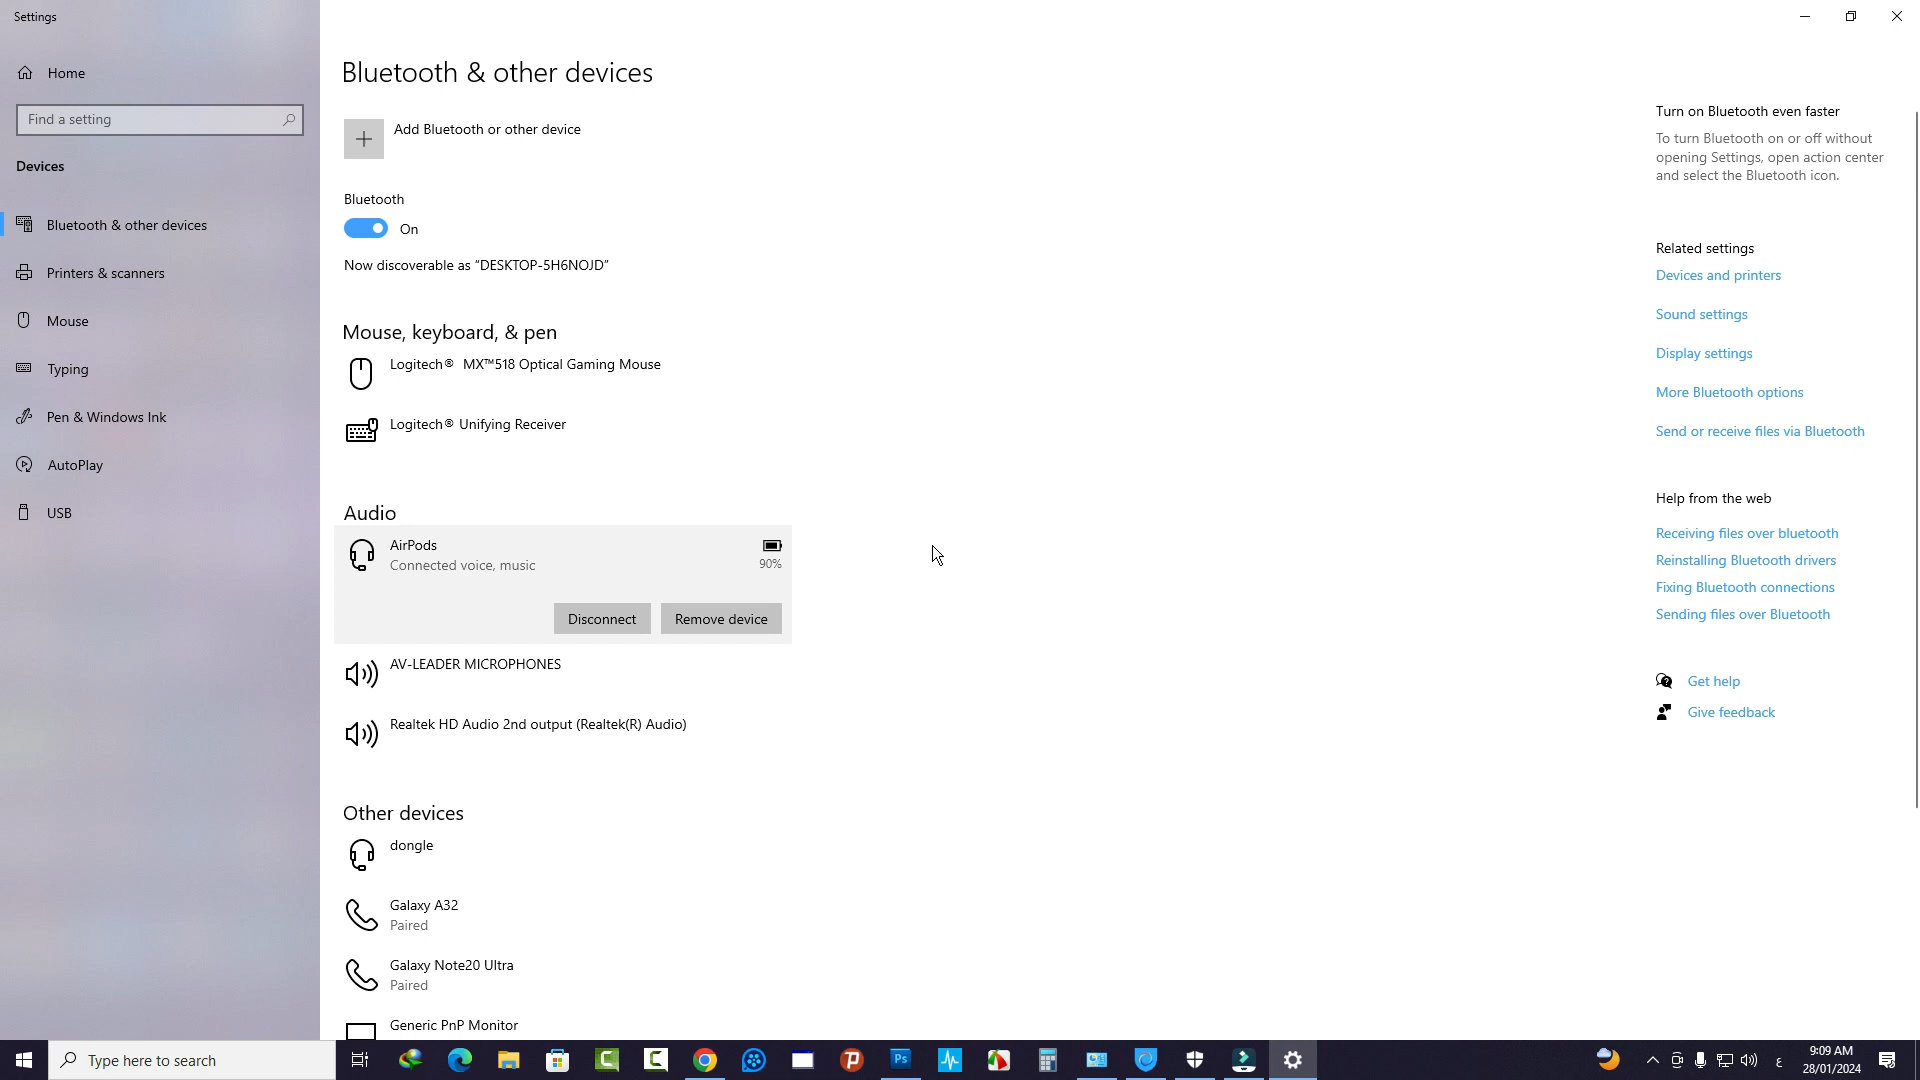 Settings
Home
Find a setting
Devices
Bluetooth & other devices
Printers & scanners
Mouse
Typing
Pen & Windows Ink
AutoPlay
USB
Bluetooth & other devices
Add Bluetooth or other device
Bluetooth
On
Now discoverable as “DESKTOP-5H6NOJD”
Mouse, keyboard, & pen
Logitech® MX™518 Optical Gaming Mouse
Logitech® Unifying Receiver
Audio
AirPods
Connected voice, music
90%
Disconnect
Remove device
AV-LEADER MICROPHONES
Realtek HD Audio 2nd output (Realtek(R) Audio)
Other devices
dongle
Galaxy A32
Paired
Galaxy Note20 Ultra
Paired
Generic PnP Monitor
Turn on Bluetooth even faster
To turn Bluetooth on or off without
opening Settings, open action center
and select the Bluetooth icon.
Related settings
Devices and printers
Sound settings
Display settings
More Bluetooth options
Send or receive files via Bluetooth
Help from the web
Receiving files over bluetooth
Reinstalling Bluetooth drivers
Fixing Bluetooth connections
Sending files over Bluetooth
Get help
Give feedback
Type here to search
Ps
ع
9:09 AM
28/01/2024